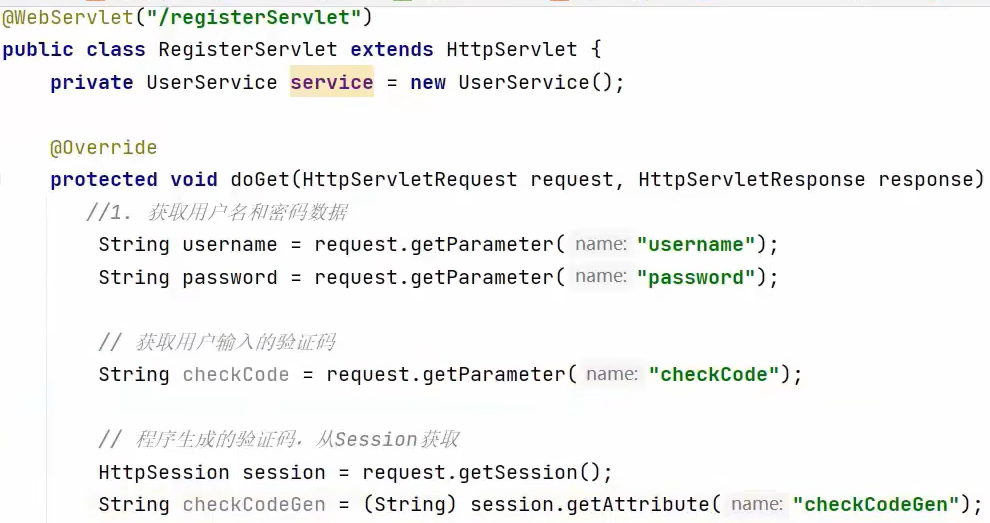 @WebServlet("/registerServlet")
public class RegisterServlet extends HttpServlet {
private UserService service = new UserService();
@Override
protected void doGet(HttpServletRequest request, HttpServletResponse response)
//1. 获取用户名和密码数据
String username = request.getParameter( name: "username");
String password = request.getParameter( name: "password");
// 获取用户输入的验证码
String checkCode = request.getParameter( name: "checkCode");
// 程序生成的验证码，从Session获取
HttpSession session = request.getSession();
String checkCodeGen = (String) session.getAttribute( name: "checkCodeGen");